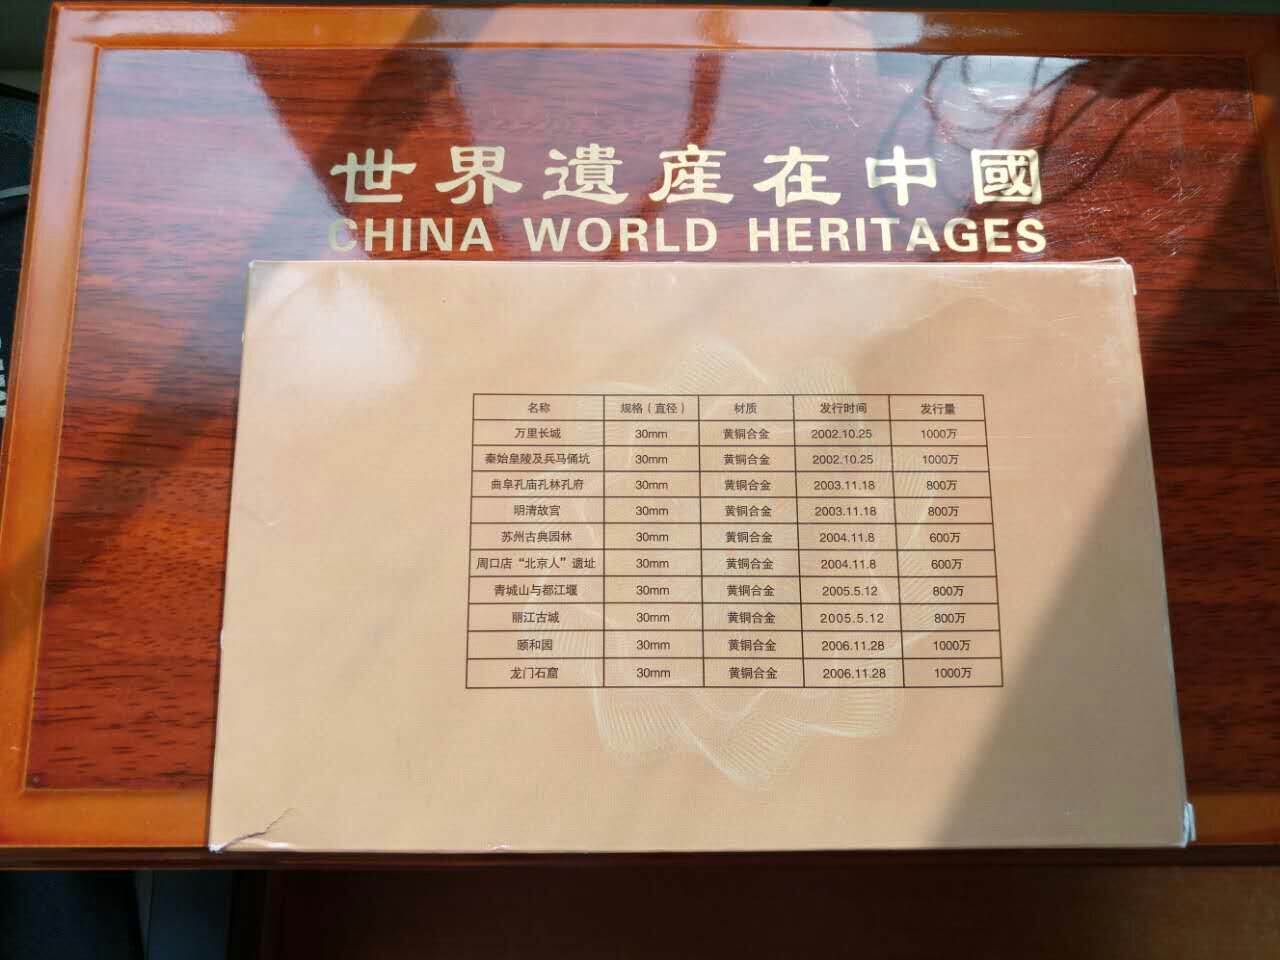 世界遺産在中國
CHINA WORLD HERITAGES
名称 规格（直径） 材质 发行时间 发行量
万里长城 30mm 黄铜合金 2002.10.25 1000万
秦始皇陵及兵马俑坑 30mm 黄铜合金 2002.10.25 1000万
曲阜孔庙孔林孔府 30mm 黄铜合金 2003.11.18 800万
明清故宫 30mm 黄铜合金 2003.11.18 800万
苏州古典园林 30mm 黄铜合金 2004.11.8 600万
周口店“北京人”遗址 30mm 黄铜合金 2004.11.8 600万
青城山与都江堰 30mm 黄铜合金 2005.5.12 800万
丽江古城 30mm 黄铜合金 2005.5.12 800万
颐和园 30mm 黄铜合金 2006.11.28 1000万
龙门石窟 30mm 黄铜合金 2006.11.28 1000万